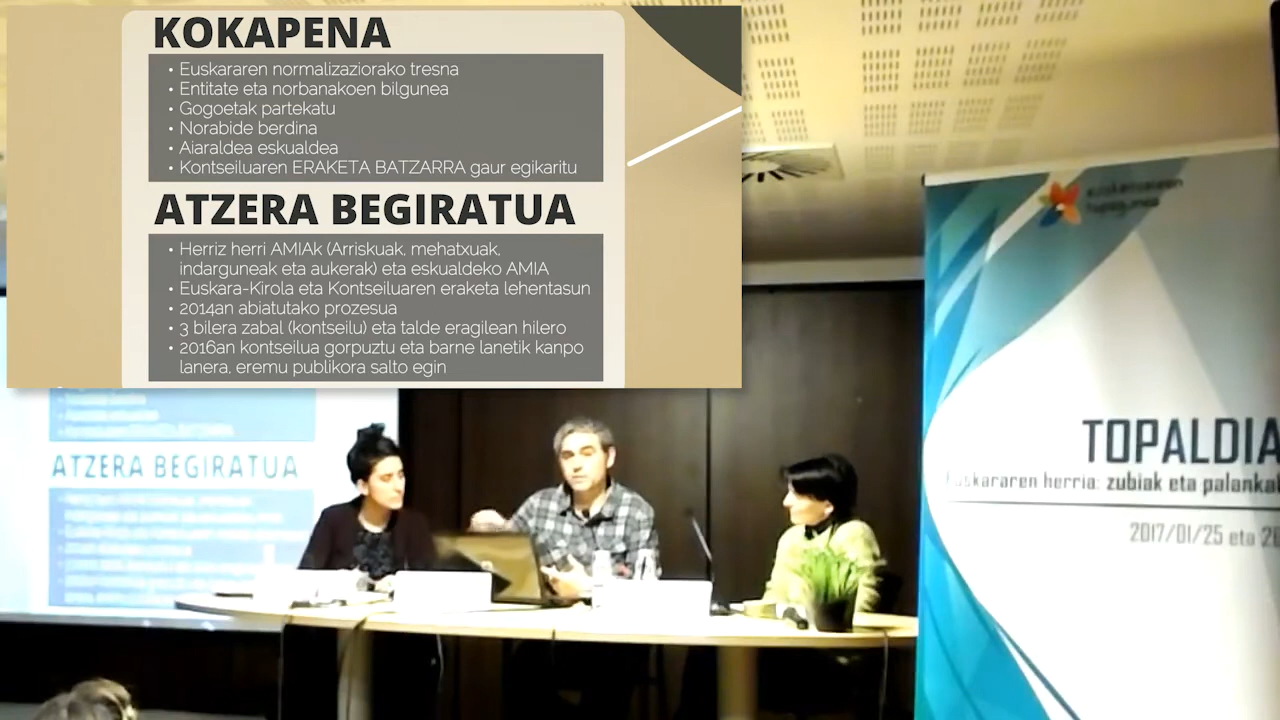 KOKAPENA
• Euskararen normalizaziorako tresna
• Entitate eta norbanakoen bilgunea
• Gogoetak partekatu
• Norabide berdina
• Aiaraldea eskualdea
• Kontseiluaren ERAKETA BATZARRA gaur egikaritu
ATZERA BEGIRATUA
• Herriz herri AMIAk (Arriskuak, mehatxuak,
indarguneak eta aukerak) eta eskualdeko AMIA
• Euskara-Kirola eta Kontseiluaren eraketa lehentasun
• 2014an abiatutako prozesua
• 3 bilera zabal (kontseilu) eta talde eragilean hilero
• 2016an kontseilua gorpuztu eta barne lanetik kanpo
lanera, eremu publikora salto egin
ATZERA BEGIRATUA
TOPALDIA
Euskararen herria: zubiak eta palanka
2017/01/25 eta 2